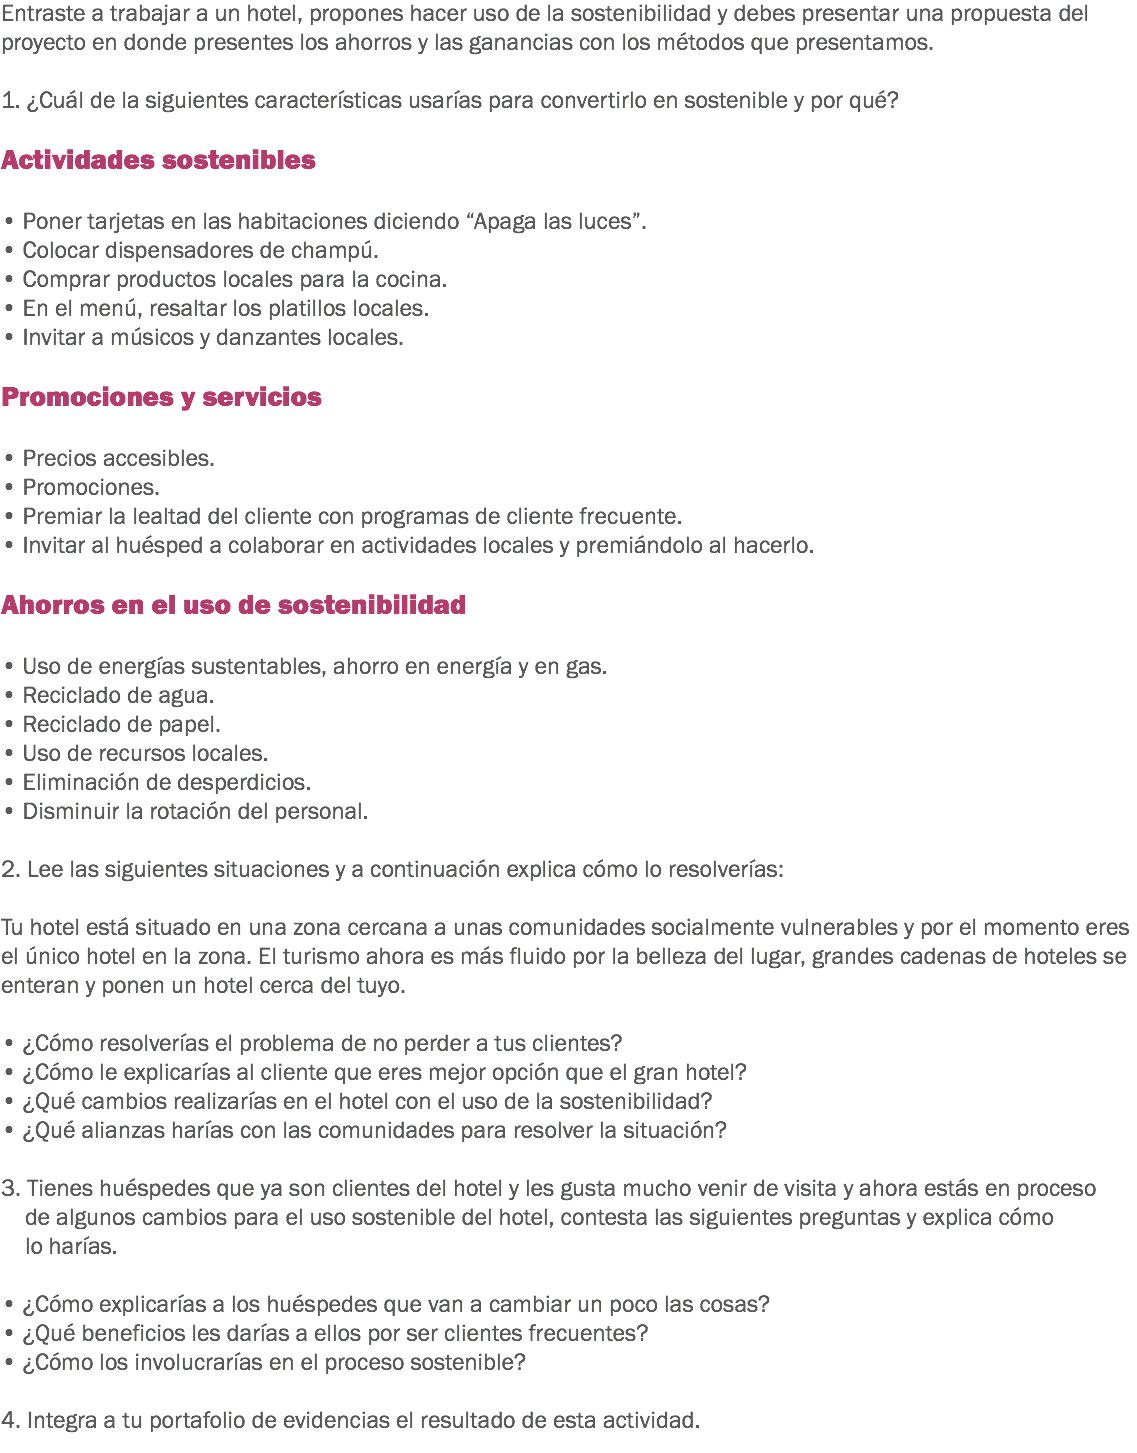 Entraste a trabajar a un hotel, propones hacer uso de la sostenibilidad y debes presentar una propuesta del
proyecto en donde presentes los ahorros y las ganancias con los métodos que presentamos.
1. ¿Cuál de la siguientes características usarías para convertirlo en sostenible y por qué?
Actividades sostenibles
• Poner tarjetas en las habitaciones diciendo “Apaga las luces”.
• Colocar dispensadores de champú.
• Comprar productos locales para la cocina.
• En el menú, resaltar los platillos locales.
• Invitar a músicos y danzantes locales.
Promociones y servicios
• Precios accesibles.
• Promociones.
• Premiar la lealtad del cliente con programas de cliente frecuente.
• Invitar al huésped a colaborar en actividades locales y premiándolo al hacerlo.
Ahorros en el uso de sostenibilidad
• Uso de energías sustentables, ahorro en energía y en gas.
• Reciclado de agua.
• Reciclado de papel.
• Uso de recursos locales.
• Eliminación de desperdicios.
• Disminuir la rotación del personal.
2. Lee las siguientes situaciones y a continuación explica cómo lo resolverías:
Tu hotel está situado en una zona cercana a unas comunidades socialmente vulnerables y por el momento eres
el único hotel en la zona. El turismo ahora es más fluido por la belleza del lugar, grandes cadenas de hoteles se
enteran y ponen un hotel cerca del tuyo.
• ¿Cómo resolverías el problema de no perder a tus clientes?
• ¿Cómo le explicarías al cliente que eres mejor opción que el gran hotel?
• ¿Qué cambios realizarías en el hotel con el uso de la sostenibilidad?
• ¿Qué alianzas harías con las comunidades para resolver la situación?
3. Tienes huéspedes que ya son clientes del hotel y les gusta mucho venir de visita y ahora estás en proceso
de algunos cambios para el uso sostenible del hotel, contesta las siguientes preguntas y explica cómo
lo harías.
• ¿Cómo explicarías a los huéspedes que van a cambiar un poco las cosas?
• ¿Qué beneficios les darías a ellos por ser clientes frecuentes?
• ¿Cómo los involucrarías en el proceso sostenible?
4. Integra a tu portafolio de evidencias el resultado de esta actividad.